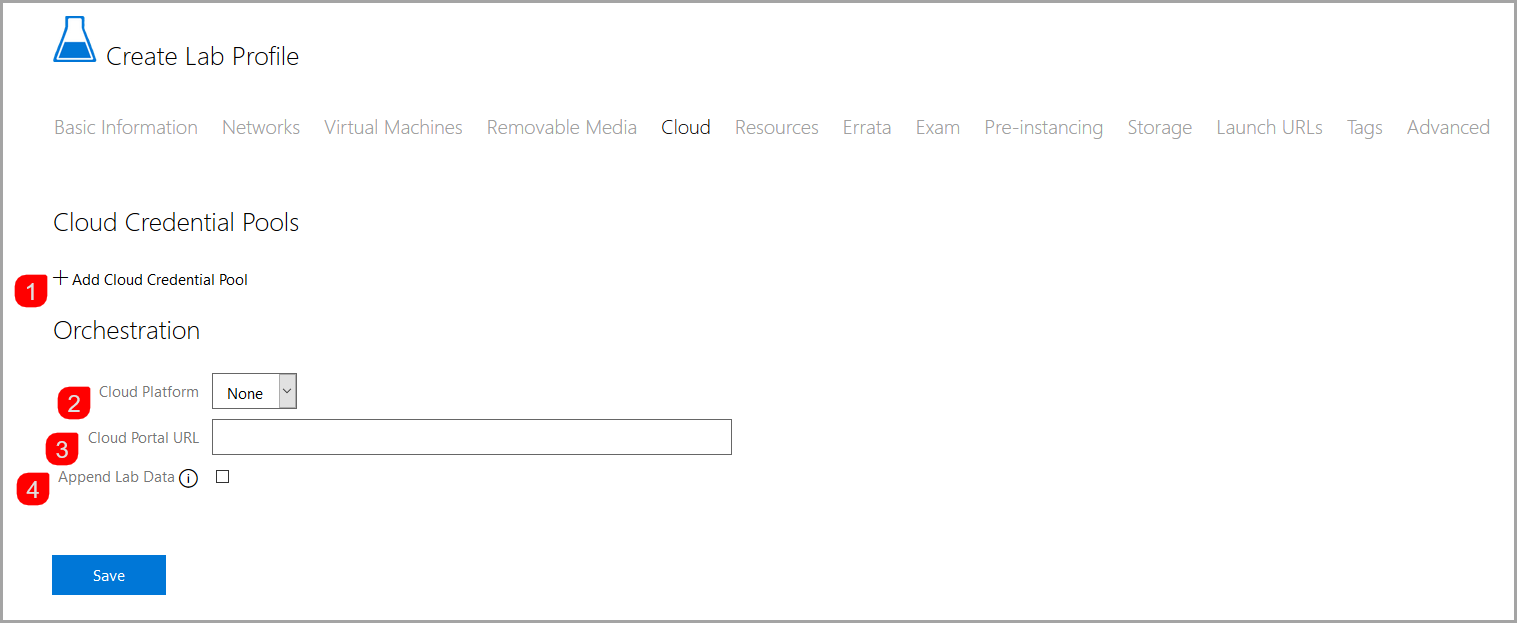 Create Lab Profile
Basic Information Networks Virtual Machines Removable Media Cloud Resources Errata Exam Pre-instancing Storage Launch URLs Tags Advanced
Cloud Credential Pools
+ Add Cloud Credential Pool
1
Orchestration
2 Cloud Platform None
3 Cloud Portal URL
4 Append Lab Data i
Save